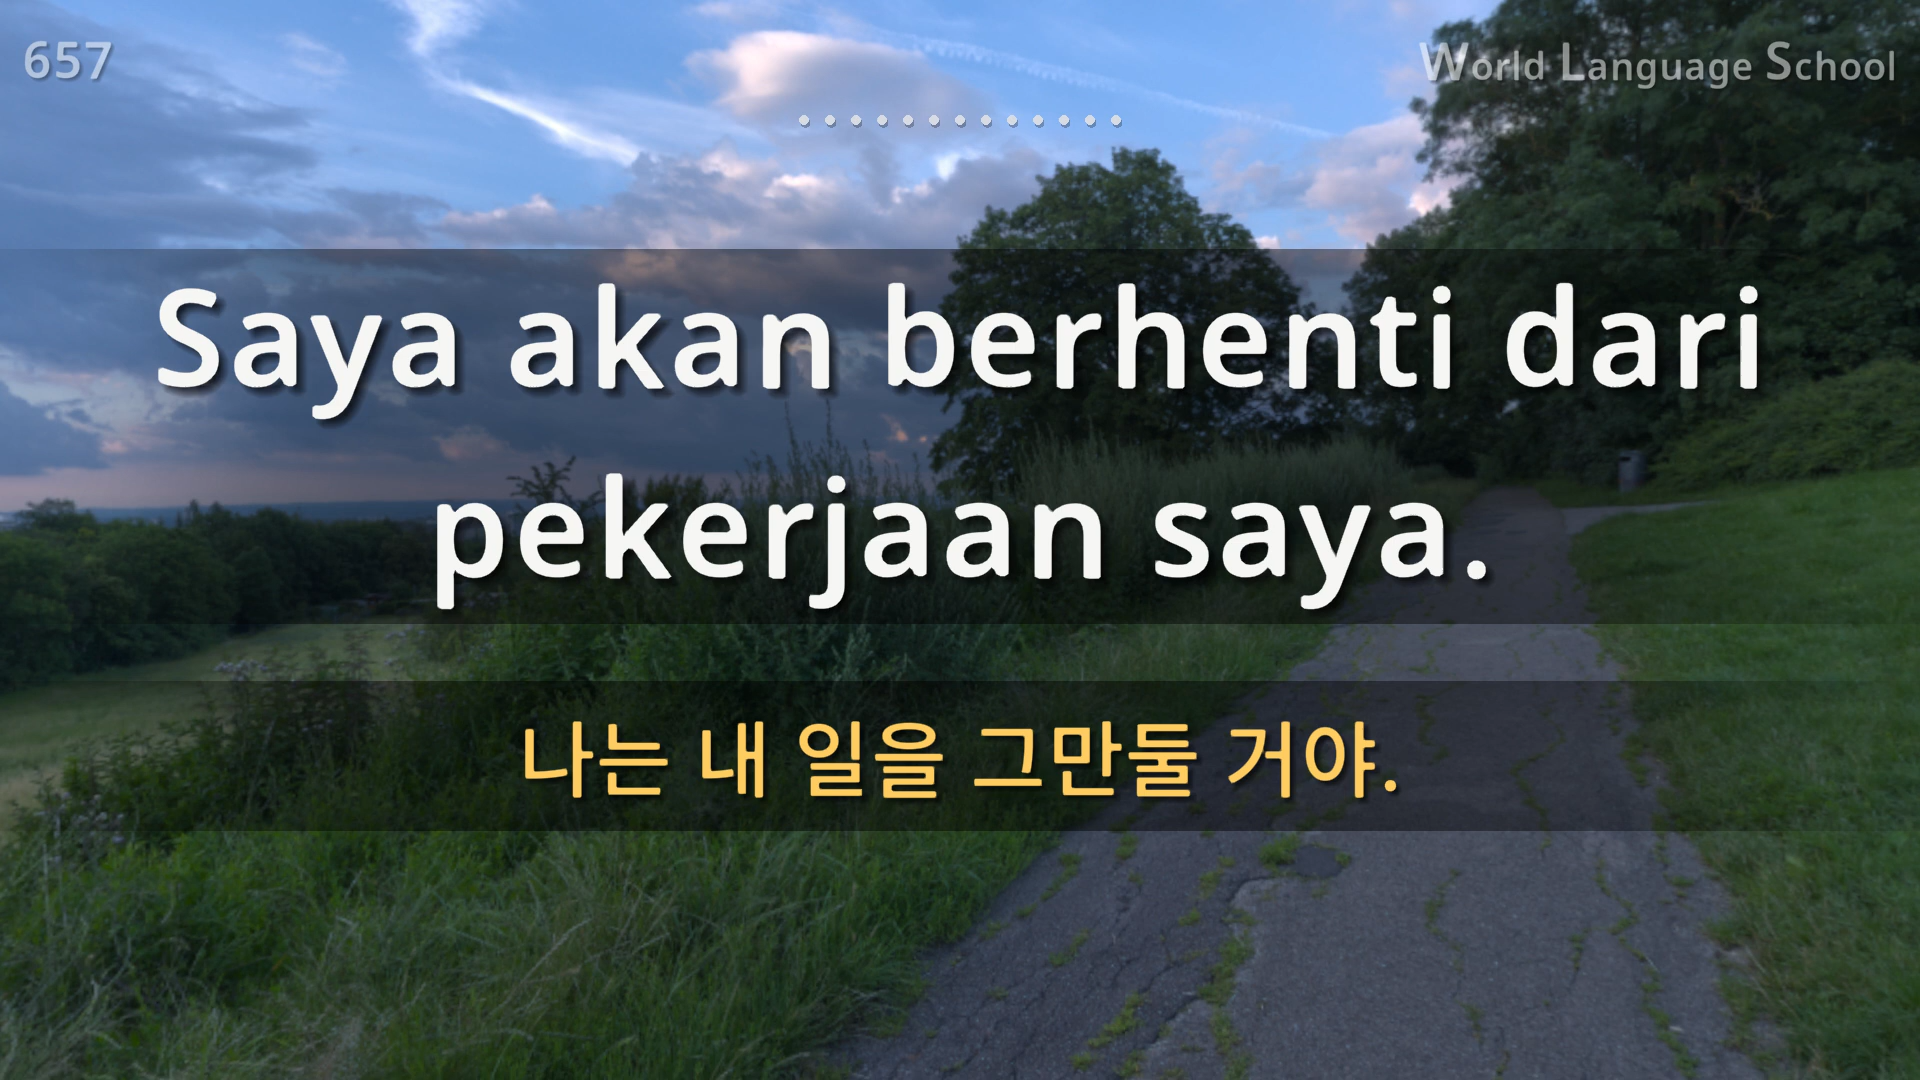 657
World Language School
Saya akan berhenti dari
pekerjaan saya.
나는 내 일을 그만둘 거야.